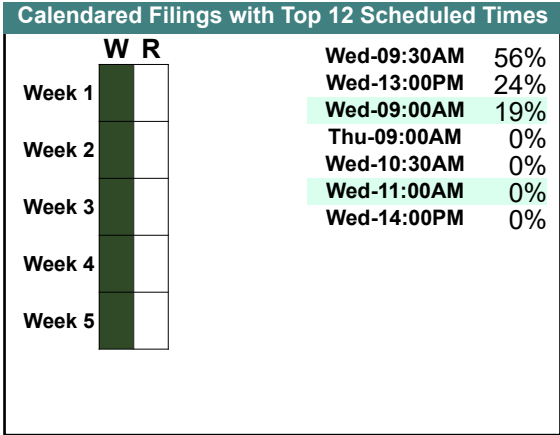 Calendared Filings with Top 12 Scheduled Times
W R
Week 1
Week 2
Week 3
Week 4
Week 5
Wed-09:30AM 56%
Wed-13:00PM 24%
Wed-09:00AM 19%
Thu-09:00AM 0%
Wed-10:30AM 0%
Wed-11:00AM 0%
Wed-14:00PM 0%